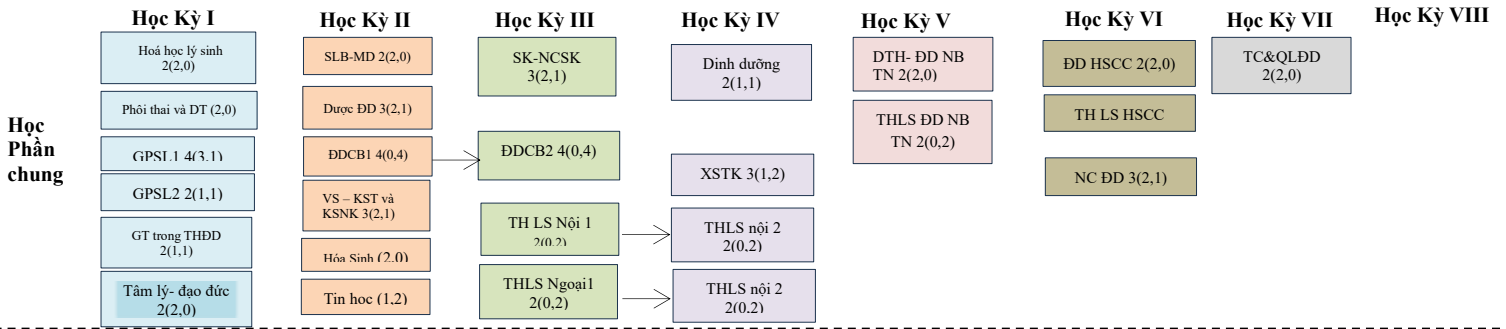 Học Kỳ I
Học Kỳ II
Học Kỳ III
Học Kỳ IV
Học Kỳ V
Học Kỳ VI
Học Kỳ VII
Học Kỳ VIII
Học
Phần
chung
Hoá học lý sinh
2(2,0)
Phôi thai và DT (2,0)
GPSL1 4(3,1)
GPSL2 2(1,1)
GT trong THĐD
2(1,1)
Tâm lý- đạo đức
2(2,0)
SLB-MD 2(2,0)
Dược ĐD 3(2,1)
ĐDCB1 4(0,4)
VS – KST và
KSNK 3(2,1)
Hóa Sinh (2,0)
Tin hoc (1,2)
SK-NCSK
3(2,1)
ĐDCB2 4(0,4)
TH LS Nội 1
2(0,2)
THLS Ngoại1
2(0,2)
Dinh dưỡng
2(1,1)
XSTK 3(1,2)
THLS nội 2
2(0,2)
THLS nội 2
2(0,2)
DTH- ĐD NB
TN 2(2,0)
THLS ĐD NB
TN 2(0,2)
ĐD HSCC 2(2,0)
TH LS HSCC
NC ĐD 3(2,1)
TC&QLĐD
2(2,0)